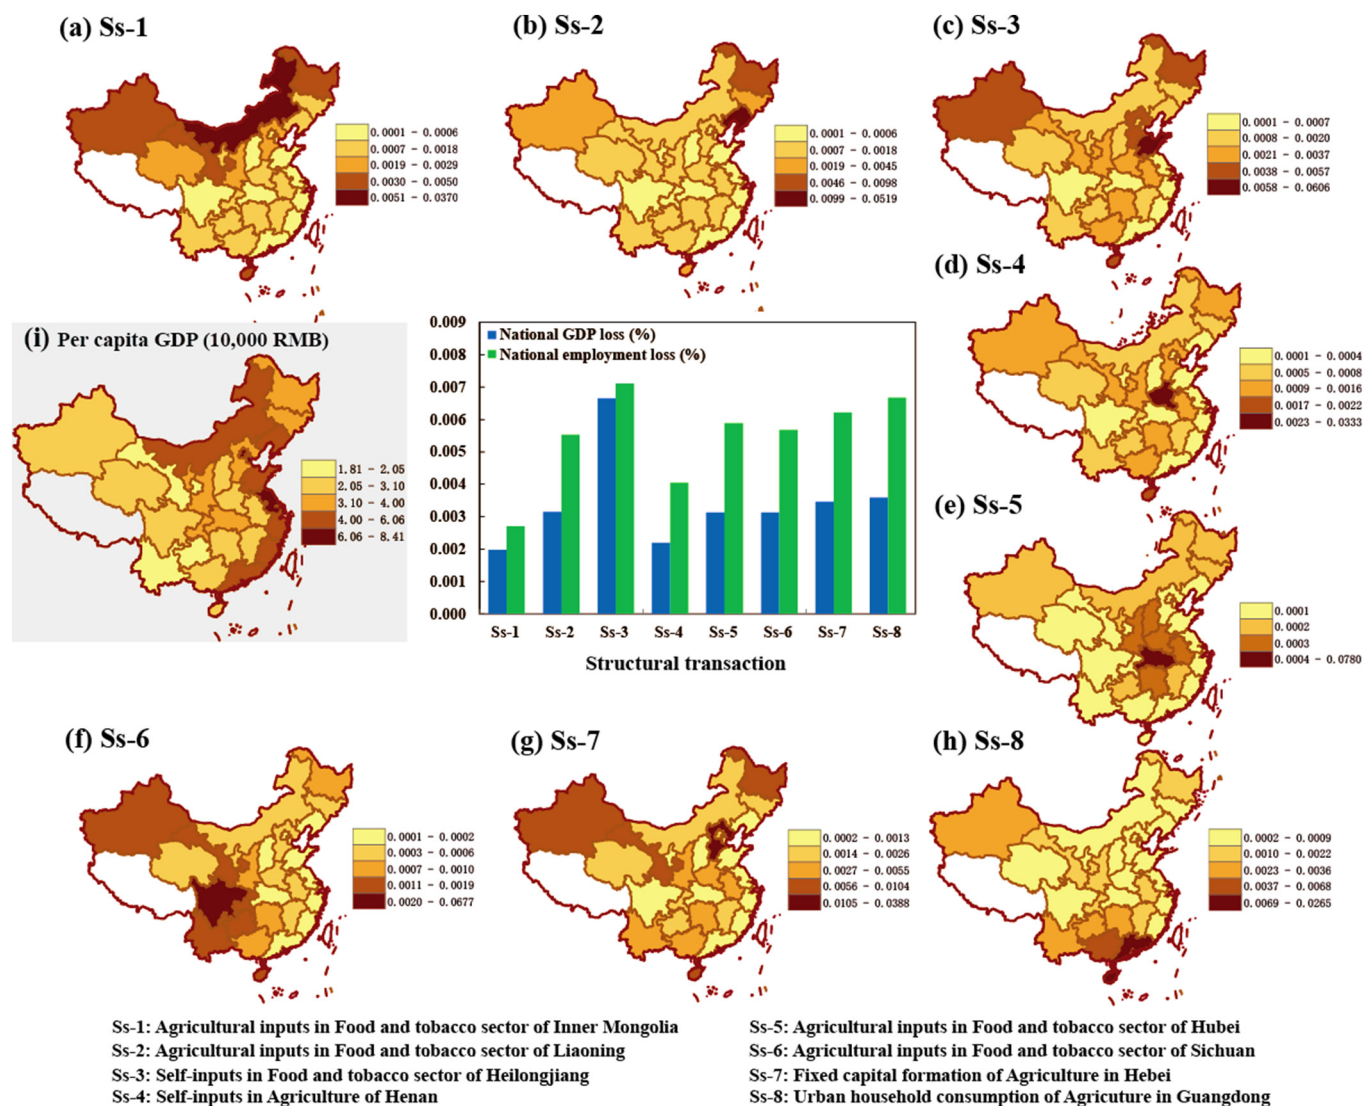 (a) Ss-1
0.0001 - 0.0006
0.0007 - 0.0018
0.0019 - 0.0029
0.0030 - 0.0050
0.0051 - 0.0370
(b) Ss-2
0.0001 - 0.0006
0.0007 - 0.0018
0.0019 - 0.0045
0.0046 - 0.0098
0.0099 - 0.0519
(c) Ss-3
0.0001 - 0.0007
0.0008 - 0.0020
0.0021 - 0.0037
0.0038 - 0.0057
0.0058 - 0.0606
(d) Ss-4
0.0001 - 0.0004
0.0005 - 0.0008
0.0009 - 0.0016
0.0017 - 0.0022
0.0023 - 0.0333
(i) Per capita GDP (10,000 RMB)
1.81 - 2.05
2.05 - 3.10
3.10 - 4.00
4.00 - 6.06
6.06 - 8.41
National GDP loss (%)
National employment loss (%)
0.009
0.008
0.007
0.006
0.005
0.004
0.003
0.002
0.001
0.000
Ss-1 Ss-2 Ss-3 Ss-4 Ss-5 Ss-6 Ss-7 Ss-8
Structural transaction
(e) Ss-5
0.0001
0.0002
0.0003
0.0004 - 0.0780
(f) Ss-6
0.0001 - 0.0002
0.0003 - 0.0006
0.0007 - 0.0010
0.0011 - 0.0019
0.0020 - 0.0677
(g) Ss-7
0.0002 - 0.0013
0.0014 - 0.0026
0.0027 - 0.0055
0.0056 - 0.0104
0.0105 - 0.0388
(h) Ss-8
0.0002 - 0.0009
0.0010 - 0.0022
0.0023 - 0.0036
0.0037 - 0.0068
0.0069 - 0.0265
Ss-1: Agricultural inputs in Food and tobacco sector of Inner Mongolia
Ss-2: Agricultural inputs in Food and tobacco sector of Liaoning
Ss-3: Self-inputs in Food and tobacco sector of Heilongjiang
Ss-4: Self-inputs in Agriculture of Henan
Ss-5: Agricultural inputs in Food and tobacco sector of Hubei
Ss-6: Agricultural inputs in Food and tobacco sector of Sichuan
Ss-7: Fixed capital formation of Agriculture in Hebei
Ss-8: Urban household consumption of Agricuture in Guangdong